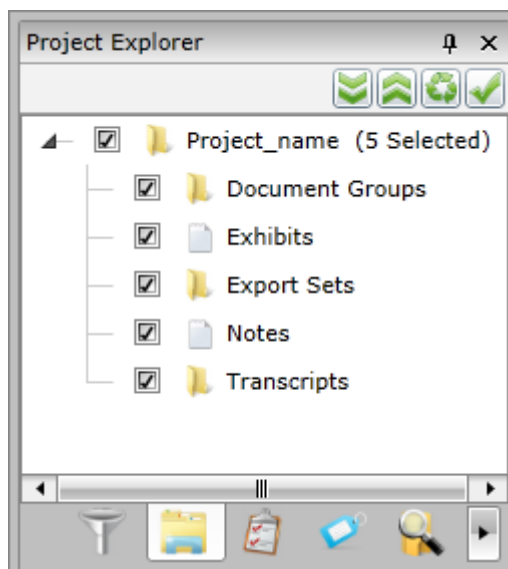 Project Explorer
Project_name (5 Selected)
Document Groups
Exhibits
Export Sets
Notes
Transcripts